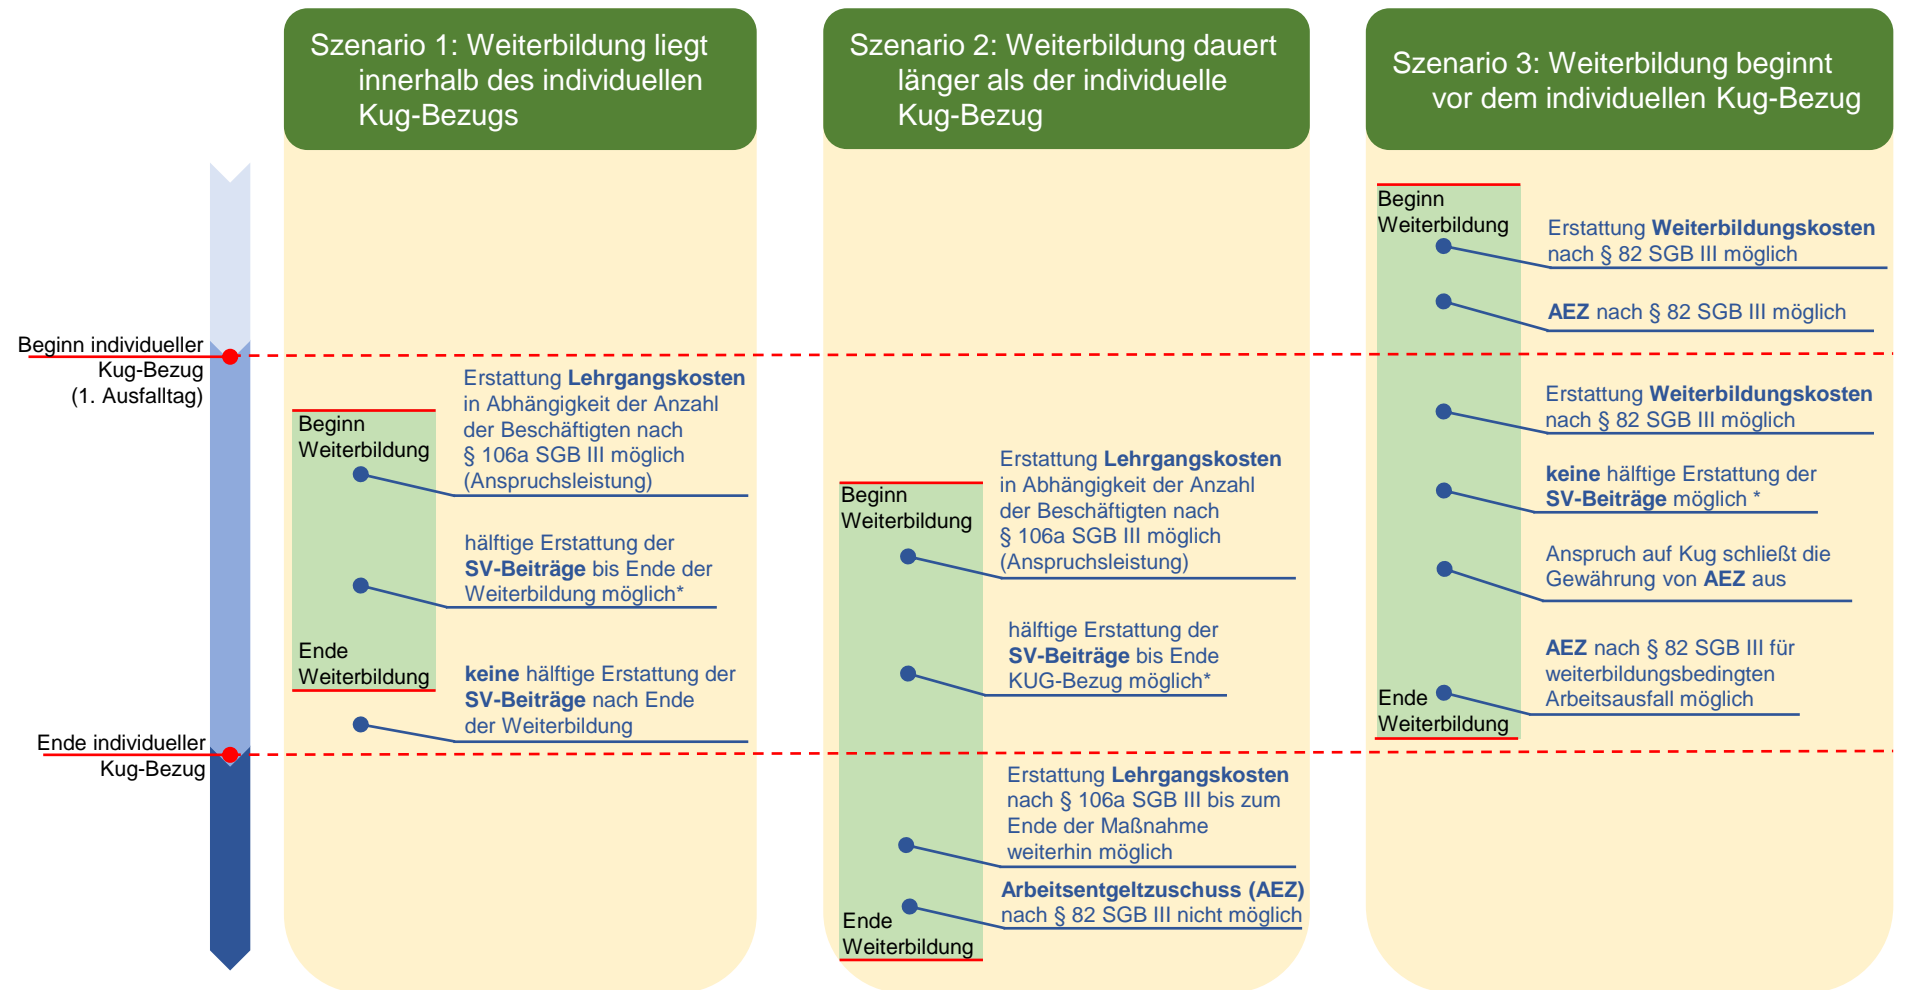 Szenario 1: Weiterbildung liegt
innerhalb des individuellen
Kug-Bezugs
Szenario 2: Weiterbildung dauert
länger als der individuelle
Kug-Bezug
Szenario 3: Weiterbildung beginnt
vor dem individuellen Kug-Bezug
Beginn individueller
Kug-Bezug
(1. Ausfalltag)
Ende individueller
Kug-Bezug
Beginn
Weiterbildung
Erstattung Lehrgangskosten
in Abhängigkeit der Anzahl
der Beschäftigten nach
§ 106a SGB III möglich
(Anspruchsleistung)
hälftige Erstattung der
SV-Beiträge bis Ende der
Weiterbildung möglich*
Ende
Weiterbildung
keine hälftige Erstattung der
SV-Beiträge nach Ende
der Weiterbildung
Beginn
Weiterbildung
Erstattung Lehrgangskosten
in Abhängigkeit der Anzahl
der Beschäftigten nach
§ 106a SGB III möglich
(Anspruchsleistung)
hälftige Erstattung der
SV-Beiträge bis Ende
KUG-Bezug möglich*
Erstattung Lehrgangskosten
nach § 106a SGB III bis zum
Ende der Maßnahme
weiterhin möglich
Arbeitsentgeltzuschuss (AEZ)
nach § 82 SGB III nicht möglich
Ende
Weiterbildung
Beginn
Weiterbildung
Erstattung Weiterbildungskosten
nach § 82 SGB III möglich
AEZ nach § 82 SGB III möglich
Erstattung Weiterbildungskosten
nach § 82 SGB III möglich
keine hälftige Erstattung der
SV-Beiträge möglich *
Anspruch auf Kug schließt die
Gewährung von AEZ aus
AEZ nach § 82 SGB III für
weiterbildungsbedingten
Arbeitsausfall möglich
Ende
Weiterbildung